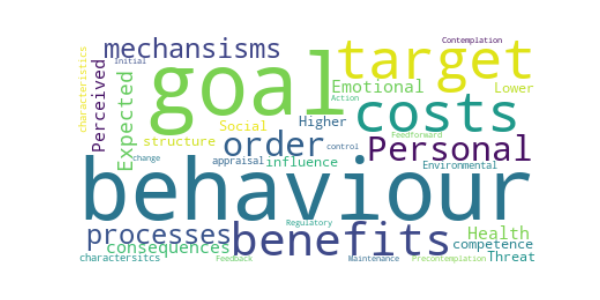 Contemplation
mechansisms goal target
Initial
characteristics Perceived Expected Emotional Lower
Action
costs
Social Higher
Feedforward
structure order Personal
control
change appraisal influence Environmental
behaviour
Regulatory
processes benefits Health
consequences competence
charactersitcs Feedback Maintenance Precontemplation Threat